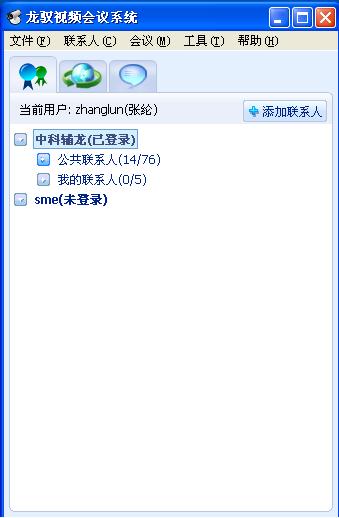 龙驭视频会议系统
文件(F) 联系人(C) 会议(M) 工具(T) 帮助(H)
当前用户: zhanglun(张纶) 添加联系人
中科辅龙(已登录)
公共联系人(14/76)
我的联系人(0/5)
sme(未登录)